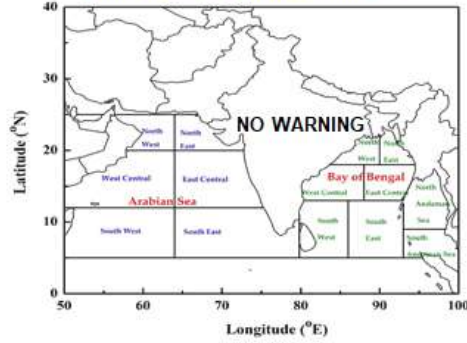 40
30
20
10
0
Latitude (°N)
NO WARNING
North
West
North
East
North
West
North
East
West Central
East Central
Arabian Sea
Bay of Bengal
West Central
East Central
North
Andaman
Sea
South West
South East
South
West
South
East
South
Andaman Sea
50
60
70
80
90
100
Longitude (°E)